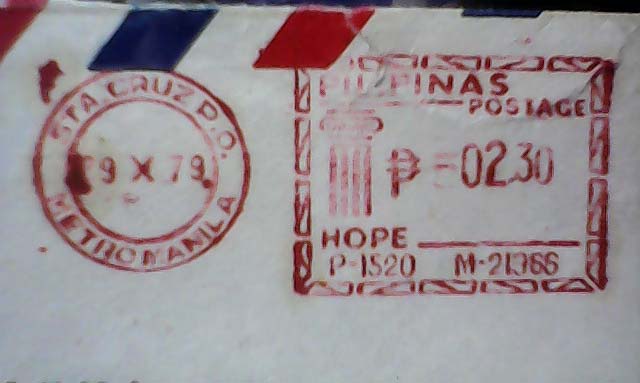 STA. CRUZ P.O.
9 X 79
METRO MANILA
PILIPINAS
POSTAGE
₱ =02.30
HOPE
P-1520 M-21366